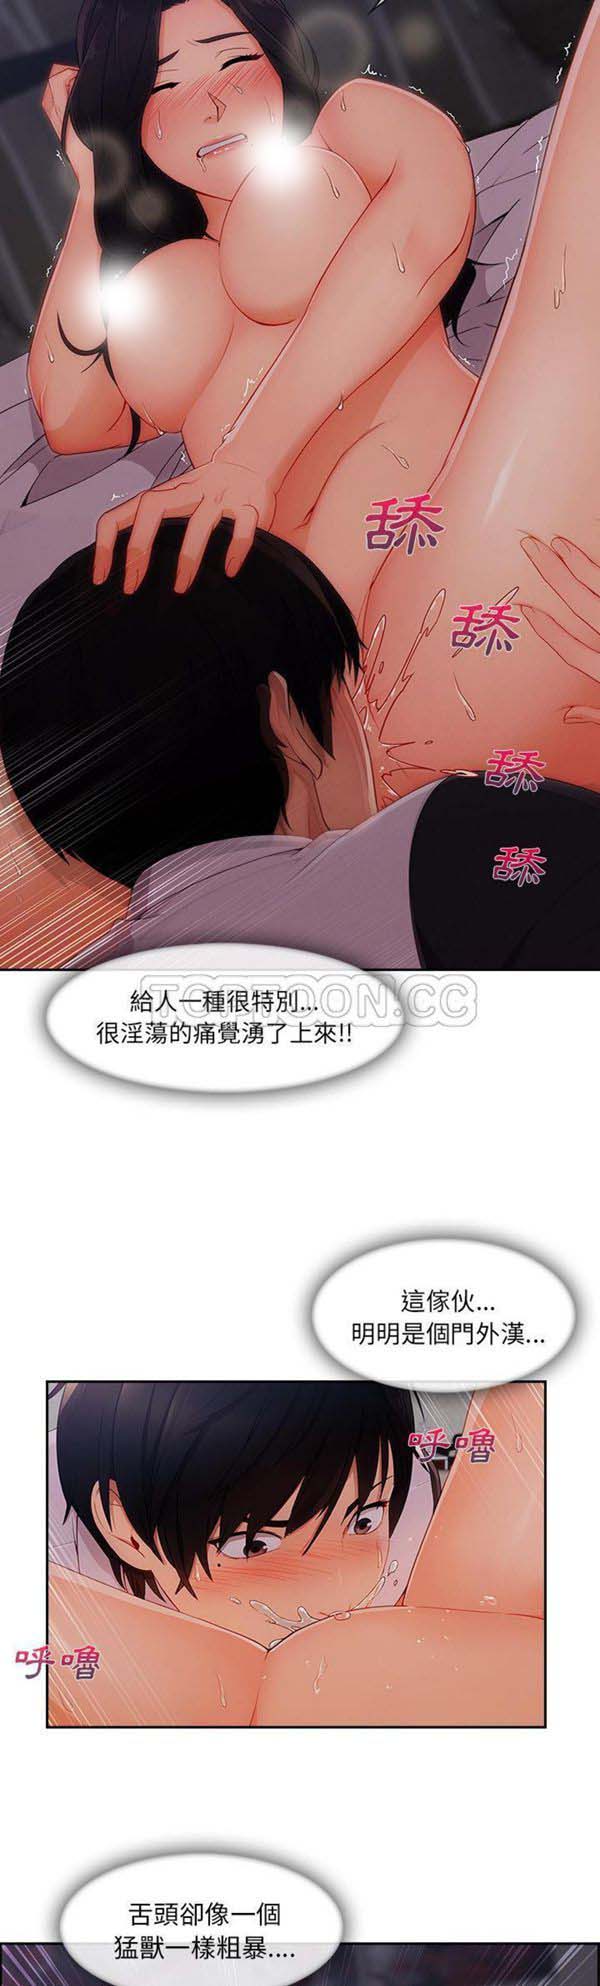 舔
舔
舔
舔
TOPTOON.CC
給人一種很特別...
很淫蕩的痛覺湧了上來!!
這傢伙...
明明是個門外漢...
呼嚕
呼嚕
舌頭卻像一個
猛獸一樣粗暴....